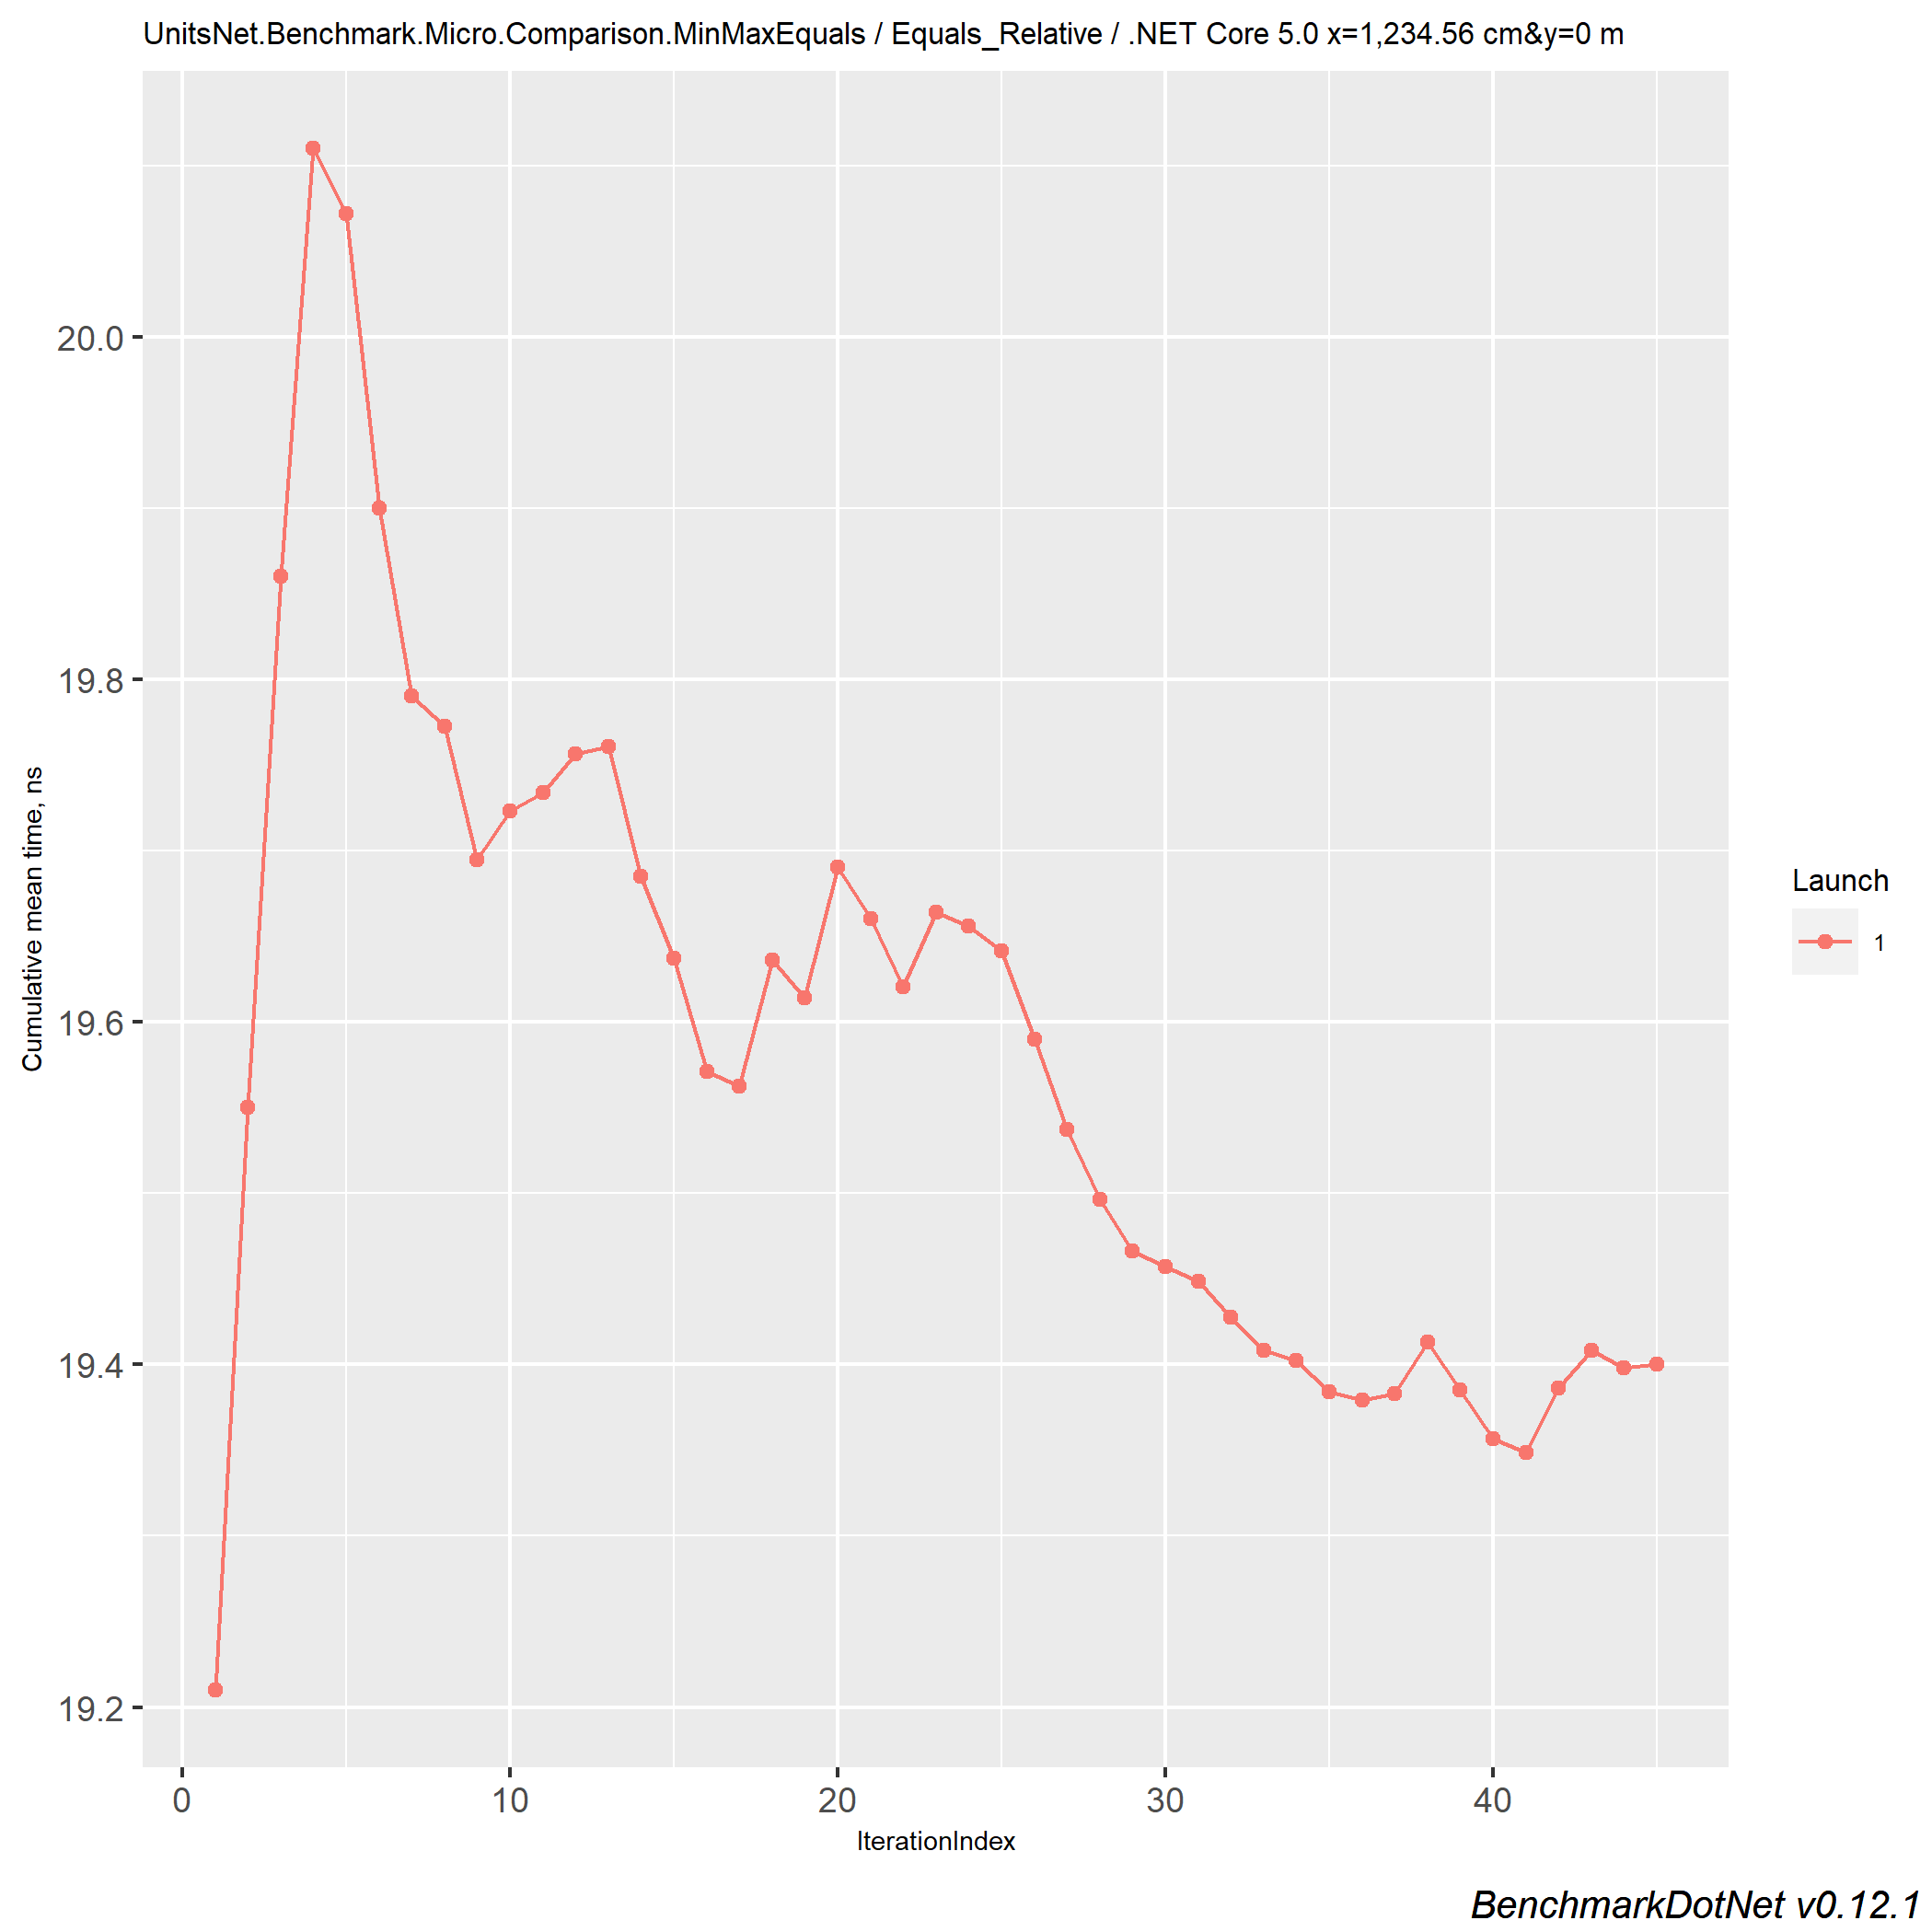 UnitsNet.Benchmark.Micro.Comparison.MinMaxEquals / Equals_Relative / .NET Core 5.0 x=1,234.56 cm&y=0 m
Cumulative mean time, ns
20.0
19.8
19.6
19.4
19.2
0 10 20 30 40
IterationIndex
Launch
1
BenchmarkDotNet v0.12.1